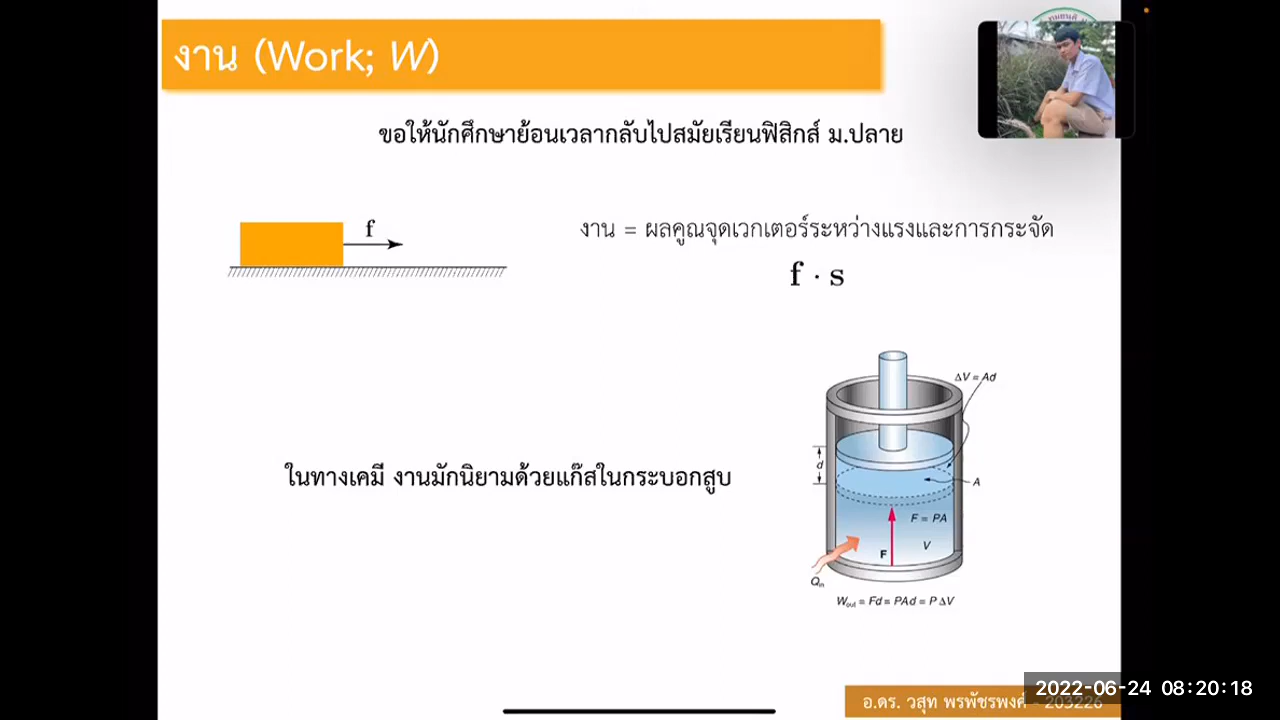 งาน (Work; W)
ขอให้นักศึกษาย้อนเวลากลับไปสมัยเรียนฟิสิกส์ ม.ปลาย
f
งาน = ผลคูณจุดเวกเตอร์ระหว่างแรงและการกระจัด
f · s
ΔV = Ad
d
A
ในทางเคมี งานมักนิยามด้วยแก๊สในกระบอกสูบ
F = PA
V
F
Qin
Wout = Fd = PAd = P ΔV
2022-06-24 08:20:18
อ.ดร. วสุท พรพัชรพงศ์ - 203226